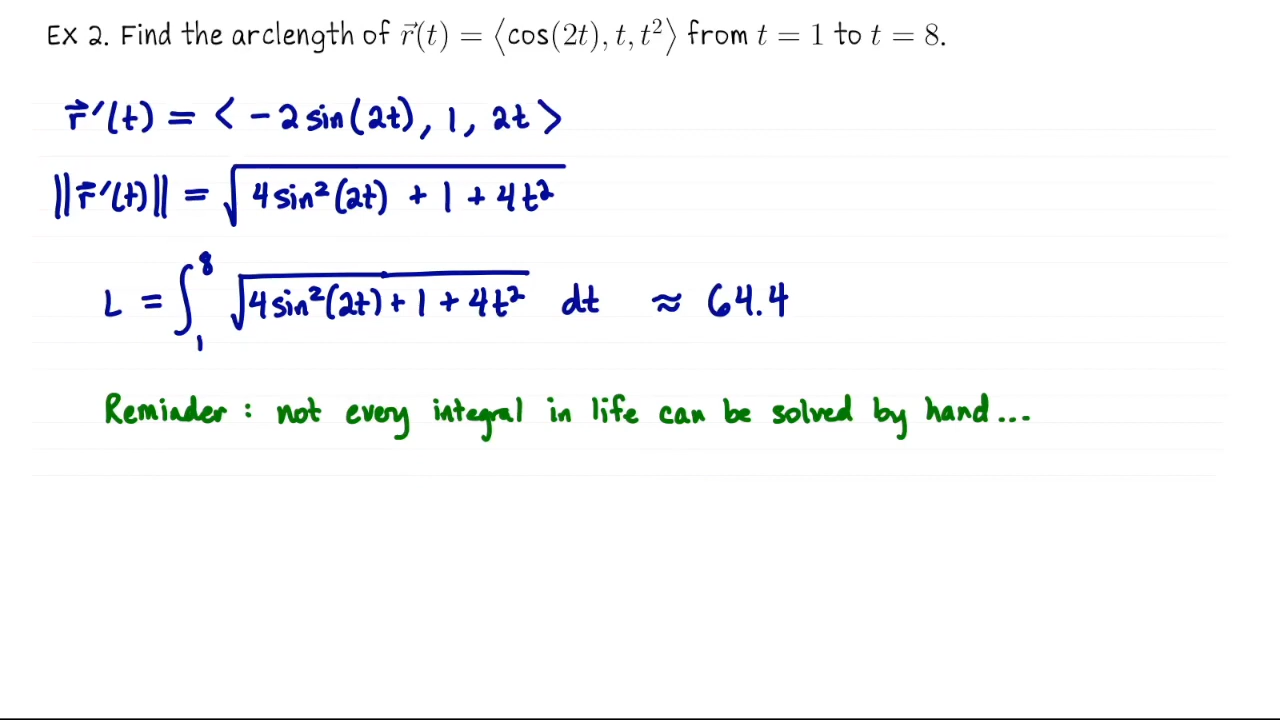 Ex 2. Find the arclength of r⃗(t) = ⟨cos(2t), t, t²⟩ from t = 1 to t = 8.
r⃗′(t) = < −2 sin(2t), 1, 2t >
||r⃗′(t)|| = √(4 sin²(2t) + 1 + 4t²)
L = ∫₁⁸ √(4 sin²(2t) + 1 + 4t²) dt ≈ 64.4
Reminder : not every integral in life can be solved by hand...